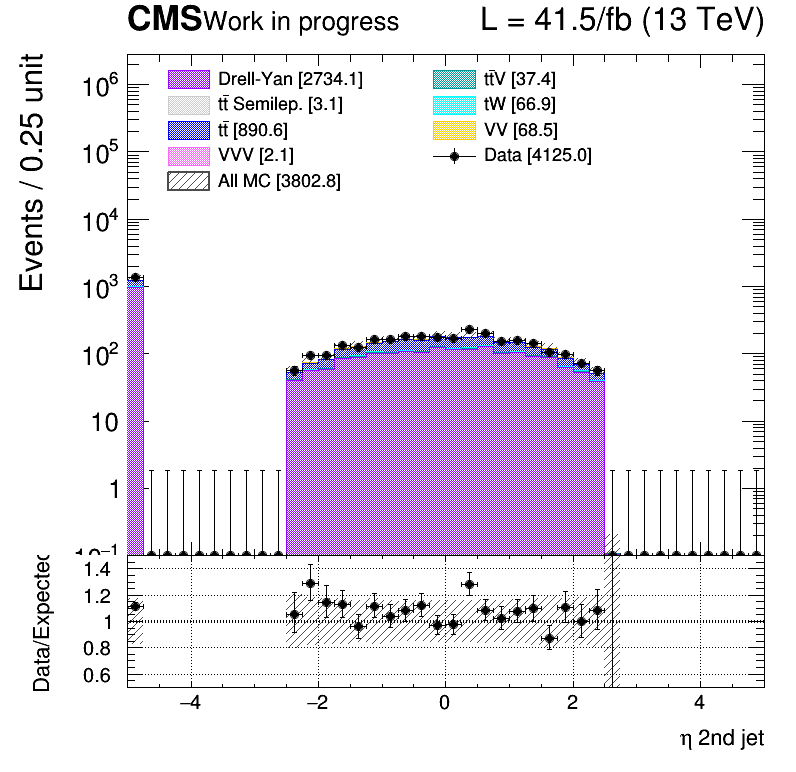 CMS Work in progress L = 41.5/fb (13 TeV)
Events / 0.25 unit
Drell-Yan [2734.1]
tt̄V [37.4]
tt̄ Semilep. [3.1]
tW [66.9]
tt̄ [890.6]
VV [68.5]
VVV [2.1]
Data [4125.0]
All MC [3802.8]
10⁶
10⁵
10⁴
10³
10²
10
1
10⁻¹
Data/Expected
1.4
1.2
1
0.8
0.6
−4 −2 0 2 4
η 2nd jet